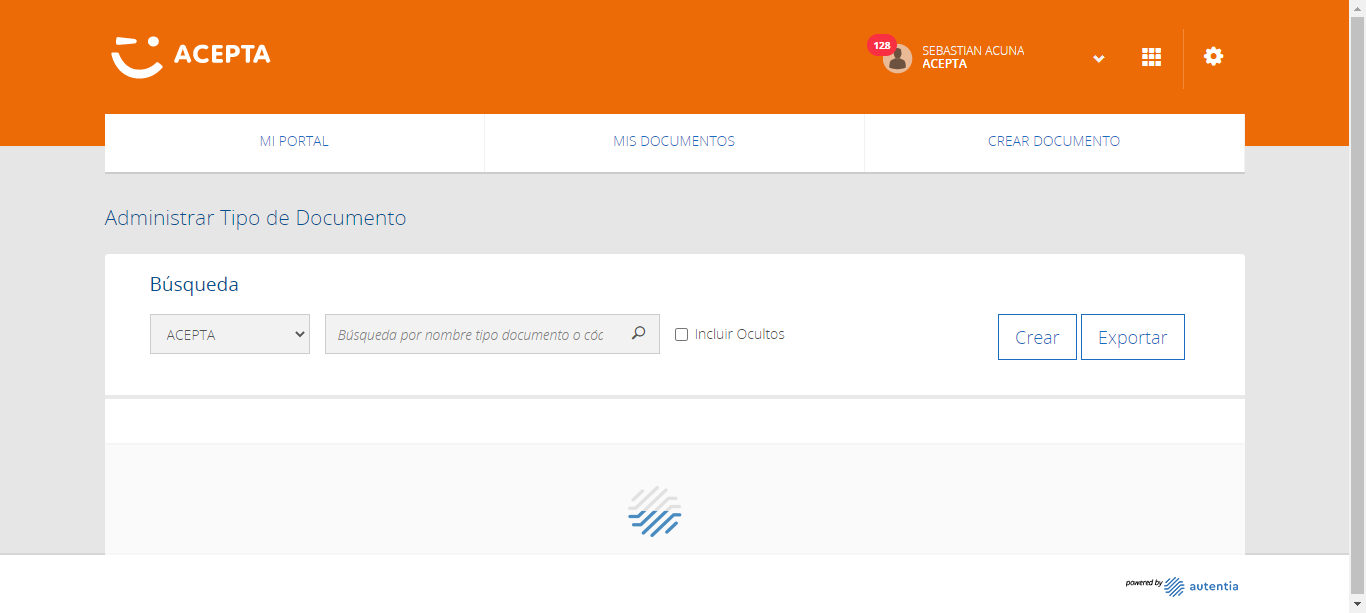 ACEPTA
128
SEBASTIAN ACUNA
ACEPTA
MI PORTAL
MIS DOCUMENTOS
CREAR DOCUMENTO
Administrar Tipo de Documento
Búsqueda
ACEPTA
Búsqueda por nombre tipo documento o cóc
Incluir Ocultos
Crear
Exportar
powered by
autentia